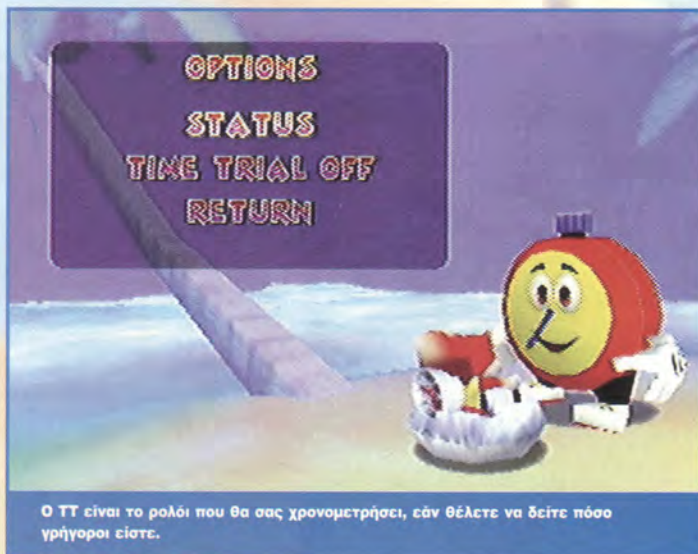 OPTIONS
STATUS
TIME TRIAL OFF
RETURN
Ο ΤΤ είναι το ρολόι που θα σας χρονομετρήσει, εάν θέλετε να δείτε πόσο
γρήγοροι είστε.